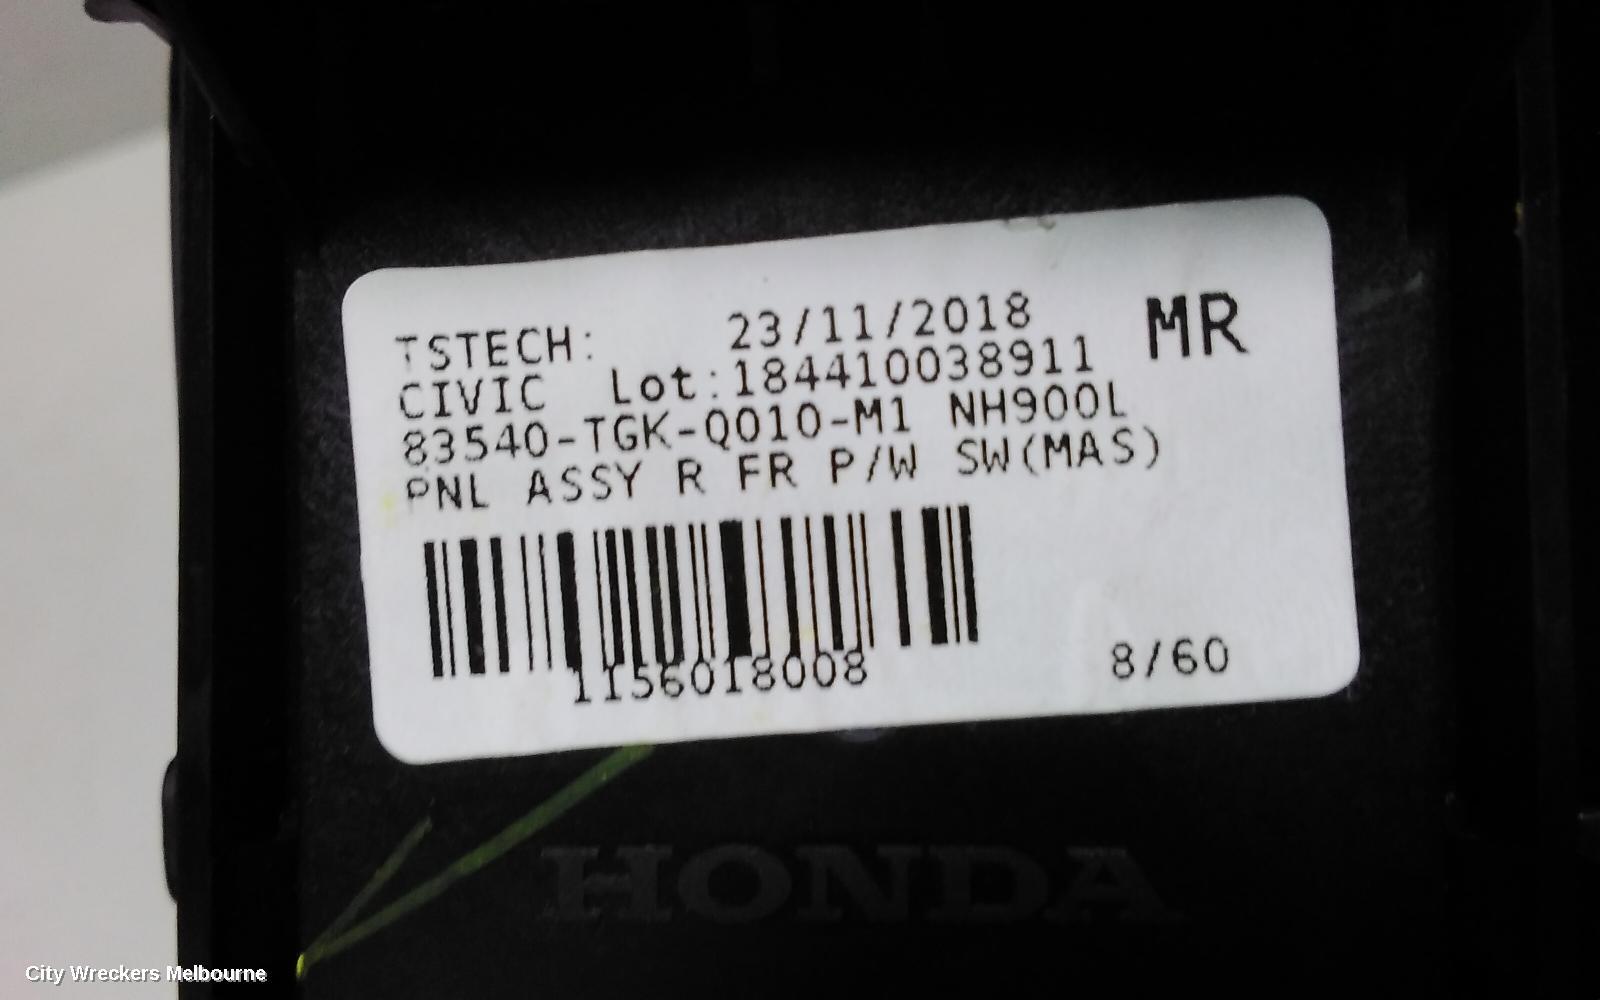 TSTECH: 23/11/2018 MR
CIVIC Lot:184410038911
83540-TGK-Q010-M1 NH900L
PNL ASSY R FR P/W SW(MAS)
1156018008 8/60
HONDA
City Wreckers Melbourne